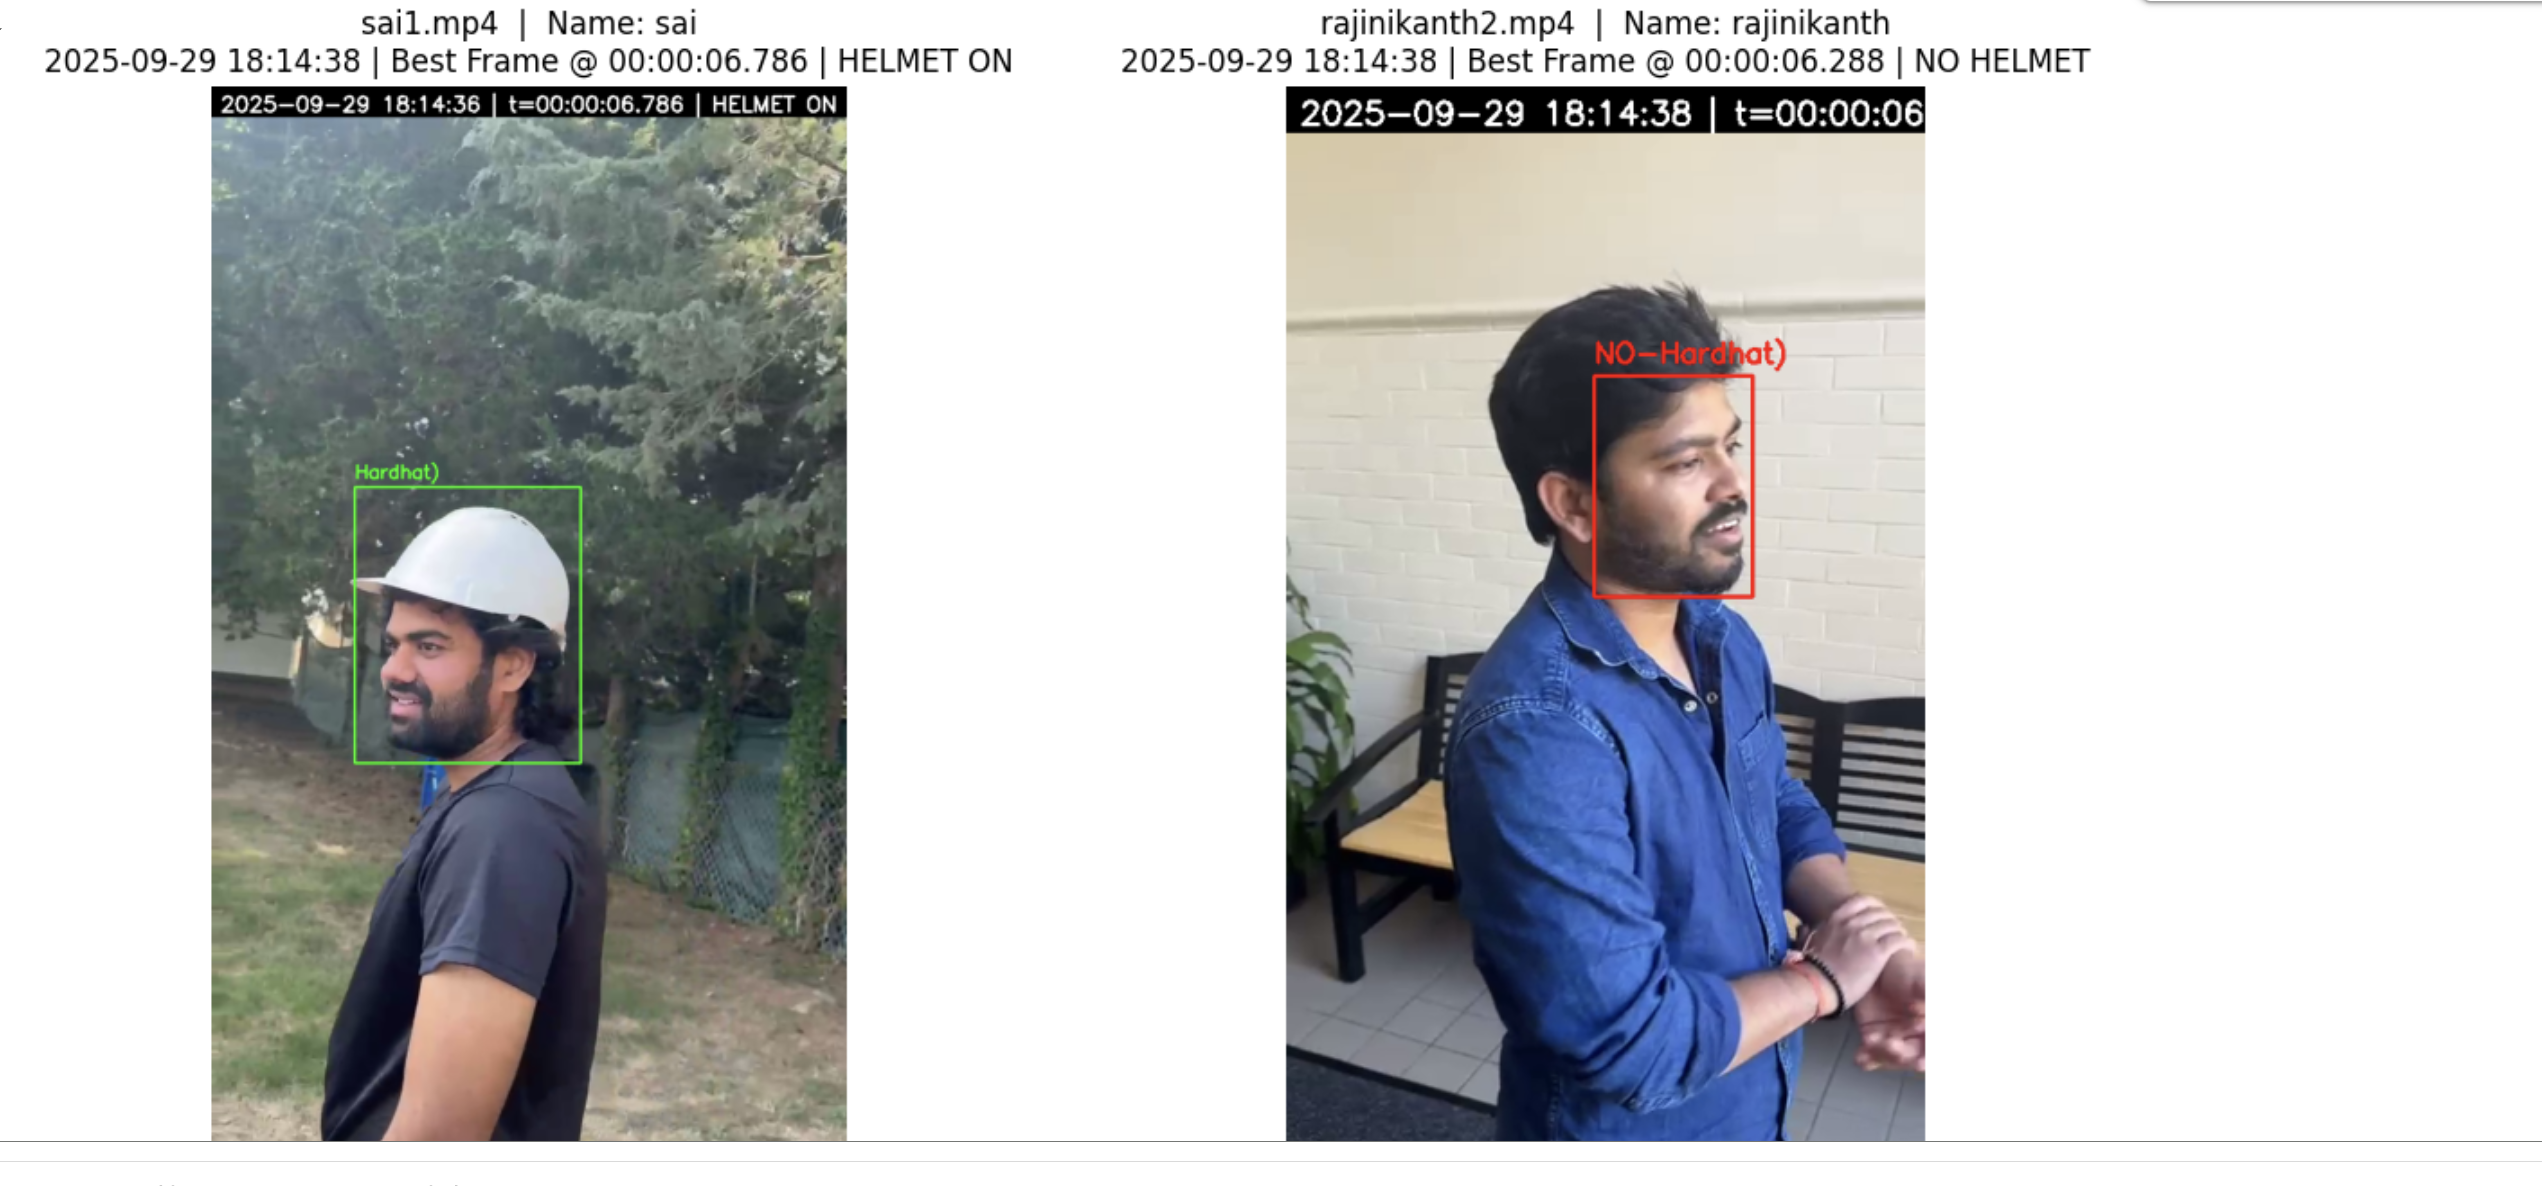 sai1.mp4 | Name: sai
2025-09-29 18:14:38 | Best Frame @ 00:00:06.786 | HELMET ON
2025-09-29 18:14:36 | t=00:00:06.786 | HELMET ON
Hardhat)
rajinikanth2.mp4 | Name: rajinikanth
2025-09-29 18:14:38 | Best Frame @ 00:00:06.288 | NO HELMET
2025-09-29 18:14:38 | t=00:00:06
NO-Hardhat)